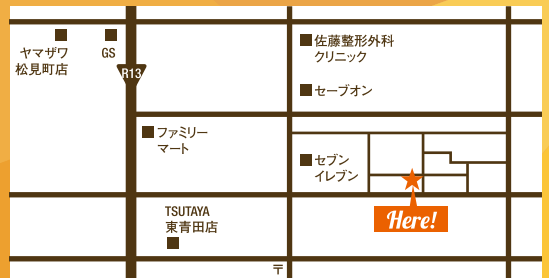 ヤマザワ
松見町店
GS
R13
佐藤整形外科
クリニック
セーブオン
ファミリー
マート
セブン
イレブン
TSUTAYA
東青田店
Here!
〒